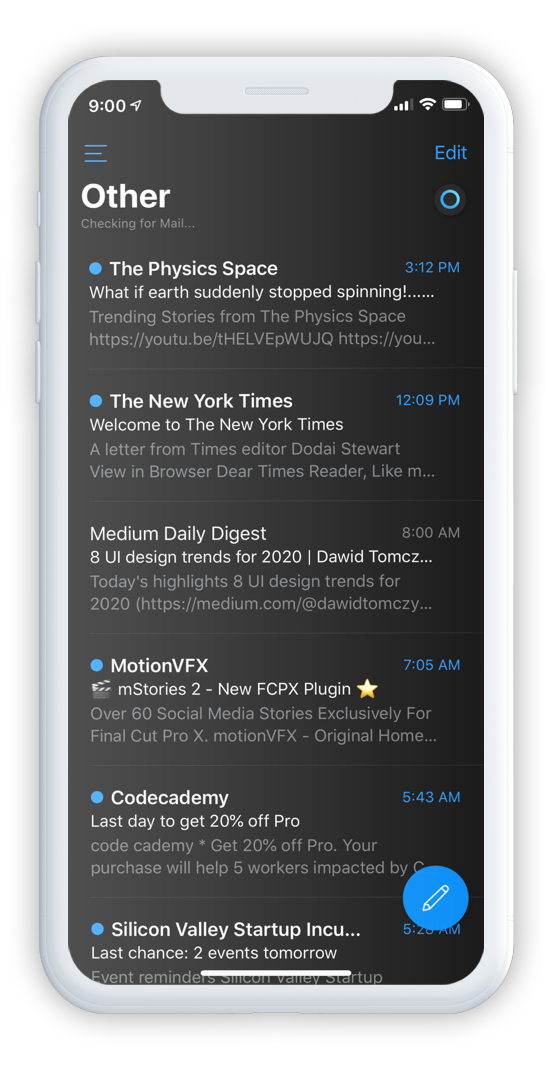 9:00
Edit
Other
Checking for Mail...
The Physics Space 3:12 PM
What if earth suddenly stopped spinning!......
Trending Stories from The Physics Space
https://youtu.be/tHELVEpWUJQ https://you...
The New York Times 12:09 PM
Welcome to The New York Times
A letter from Times editor Dodai Stewart
View in Browser Dear Times Reader, Like m...
Medium Daily Digest 8:00 AM
8 UI design trends for 2020 | Dawid Tomcz...
Today's highlights 8 UI design trends for
2020 (https://medium.com/@dawidtomczy...
MotionVFX 7:05 AM
🎬 mStories 2 - New FCPX Plugin ⭐
Over 60 Social Media Stories Exclusively For
Final Cut Pro X. motionVFX - Original Home...
Codecademy 5:43 AM
Last day to get 20% off Pro
code cademy * Get 20% off Pro. Your
purchase will help 5 workers impacted by
Silicon Valley Startup Incu... 5:28 AM
Last chance: 2 events tomorrow
Event reminders Silicon Valley Startup